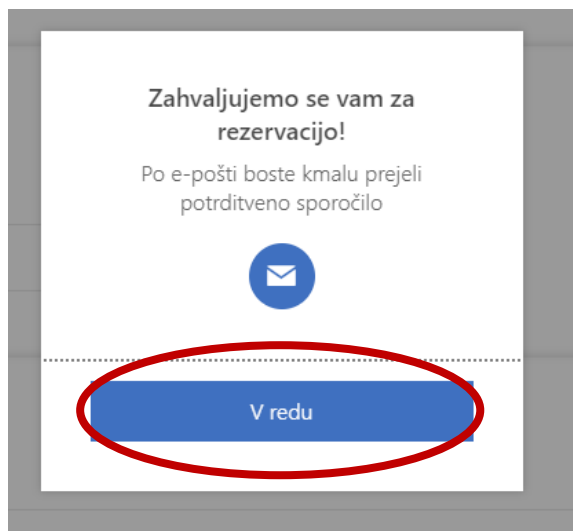 Zahvaljujemo se vam za
rezervacijo!
Po e-pošti boste kmalu prejeli
potrditveno sporočilo
V redu